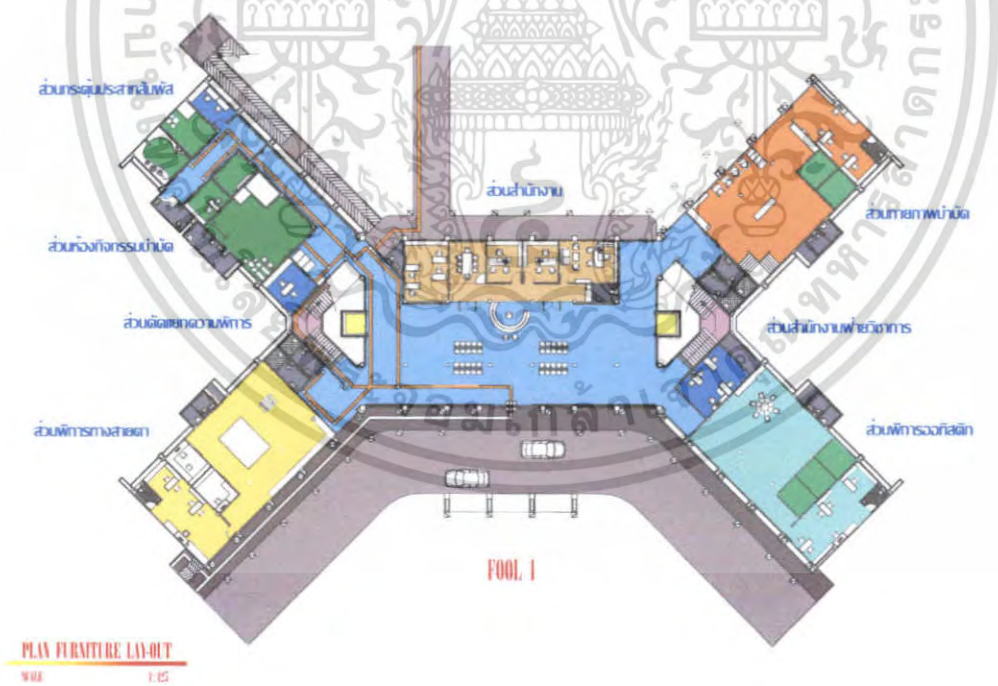 ส่วนกระตุ้นประสาทสัมผัส
ส่วนสำนักงาน
ส่วนกายภาพบำบัด
ส่วนห้องกิจกรรมบำบัด
ส่วนคัดแยกความพิการ
ส่วนสำนักงานฝ่ายวิชาการ
ส่วนพิการทางสายตา
ส่วนพิการออทิสติก
FOOL 1
PLAN FURNITURE LAY-OUT
SCALE